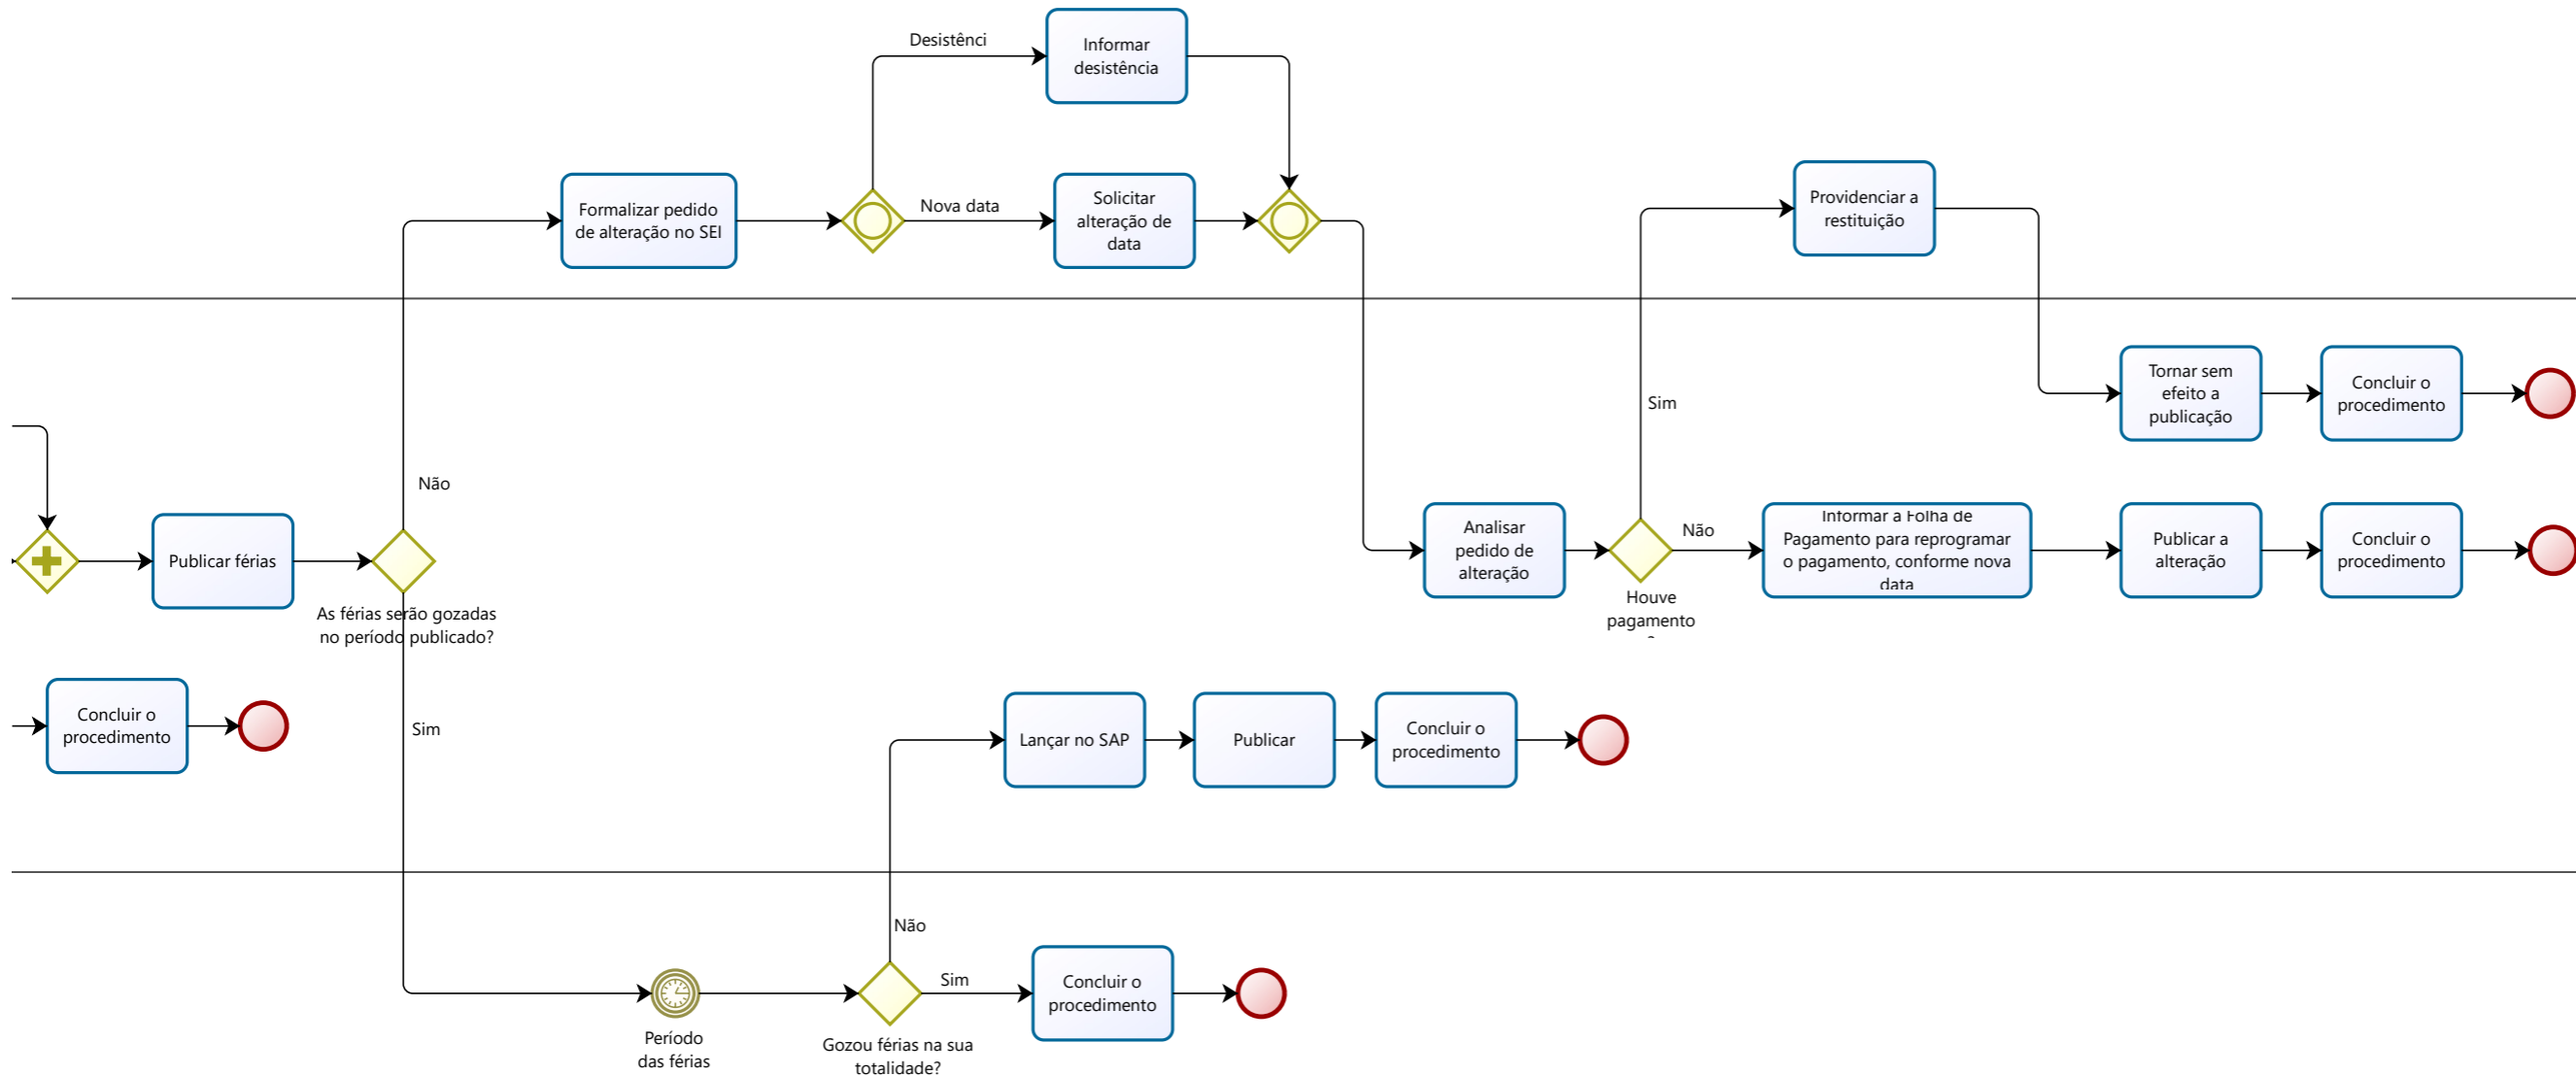 Desistênci
Informar
desistência
Formalizar pedido
de alteração no SEI
Nova data
Solicitar
alteração de
data
Providenciar a
restituição
Sim
Tornar sem
efeito a
publicação
Concluir o
procedimento
Não
Publicar férias
As férias serão gozadas
no período publicado?
Analisar
pedido de
alteração
Não
Houve
pagamento
?
Informar a Folha de
Pagamento para reprogramar
o pagamento, conforme nova
data
Publicar a
alteração
Concluir o
procedimento
Concluir o
procedimento
Sim
Lançar no SAP
Publicar
Concluir o
procedimento
Não
Período
das férias
Gozou férias na sua
totalidade?
Sim
Concluir o
procedimento